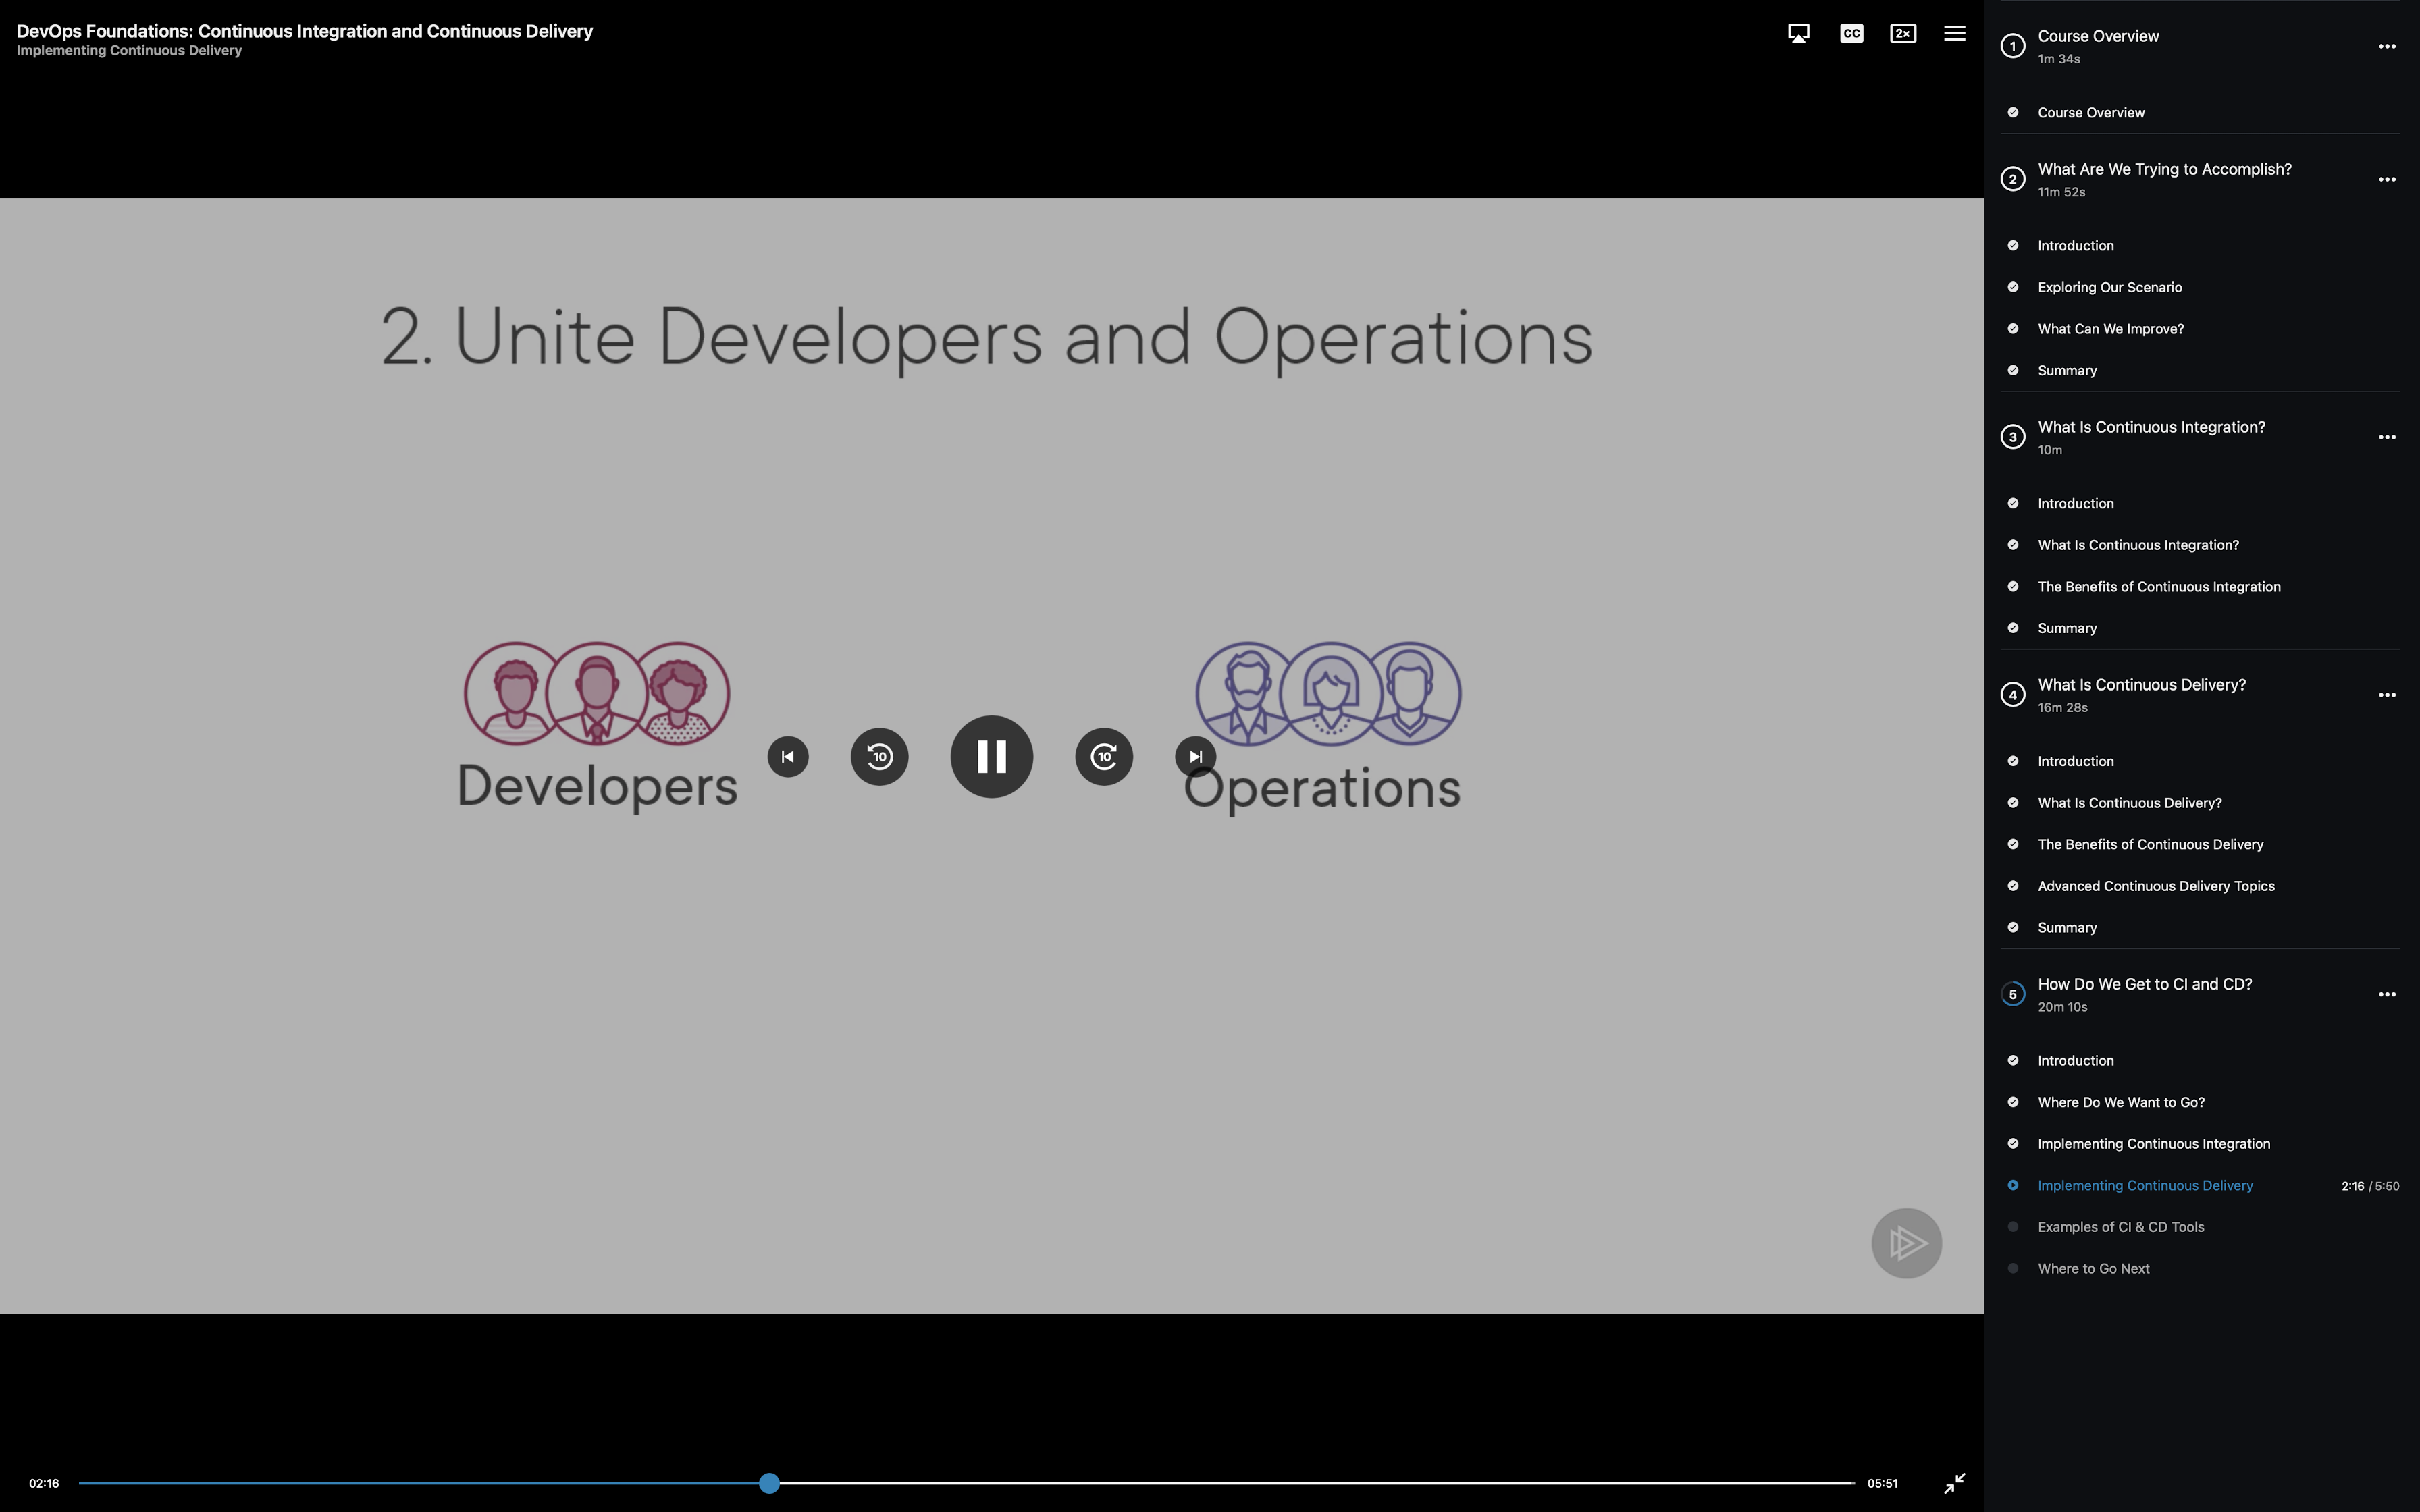 DevOps Foundations: Continuous Integration and Continuous Delivery
Implementing Continuous Delivery
CC
2×
2. Unite Developers and Operations
10
10
Developers
Operations
02:16
05:51
1
Course Overview
1m 34s
Course Overview
2
What Are We Trying to Accomplish?
11m 52s
Introduction
Exploring Our Scenario
What Can We Improve?
Summary
3
What Is Continuous Integration?
10m
Introduction
What Is Continuous Integration?
The Benefits of Continuous Integration
Summary
4
What Is Continuous Delivery?
16m 28s
Introduction
What Is Continuous Delivery?
The Benefits of Continuous Delivery
Advanced Continuous Delivery Topics
Summary
5
How Do We Get to CI and CD?
20m 10s
Introduction
Where Do We Want to Go?
Implementing Continuous Integration
Implementing Continuous Delivery 2:16 / 5:50
Examples of CI & CD Tools
Where to Go Next